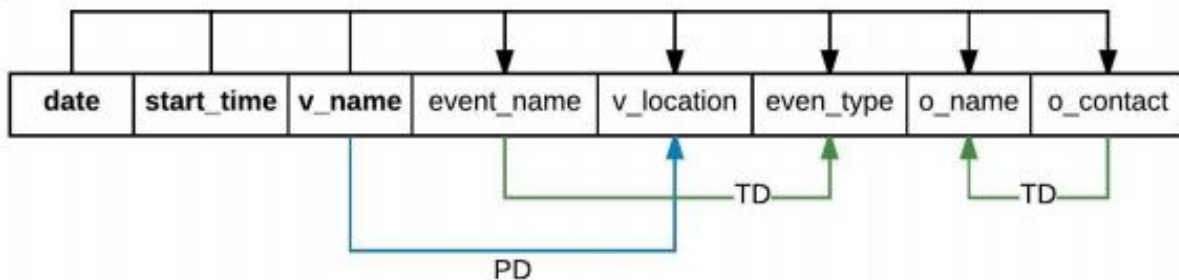 date start_time v_name event_name v_location even_type o_name o_contact
TD TD
PD